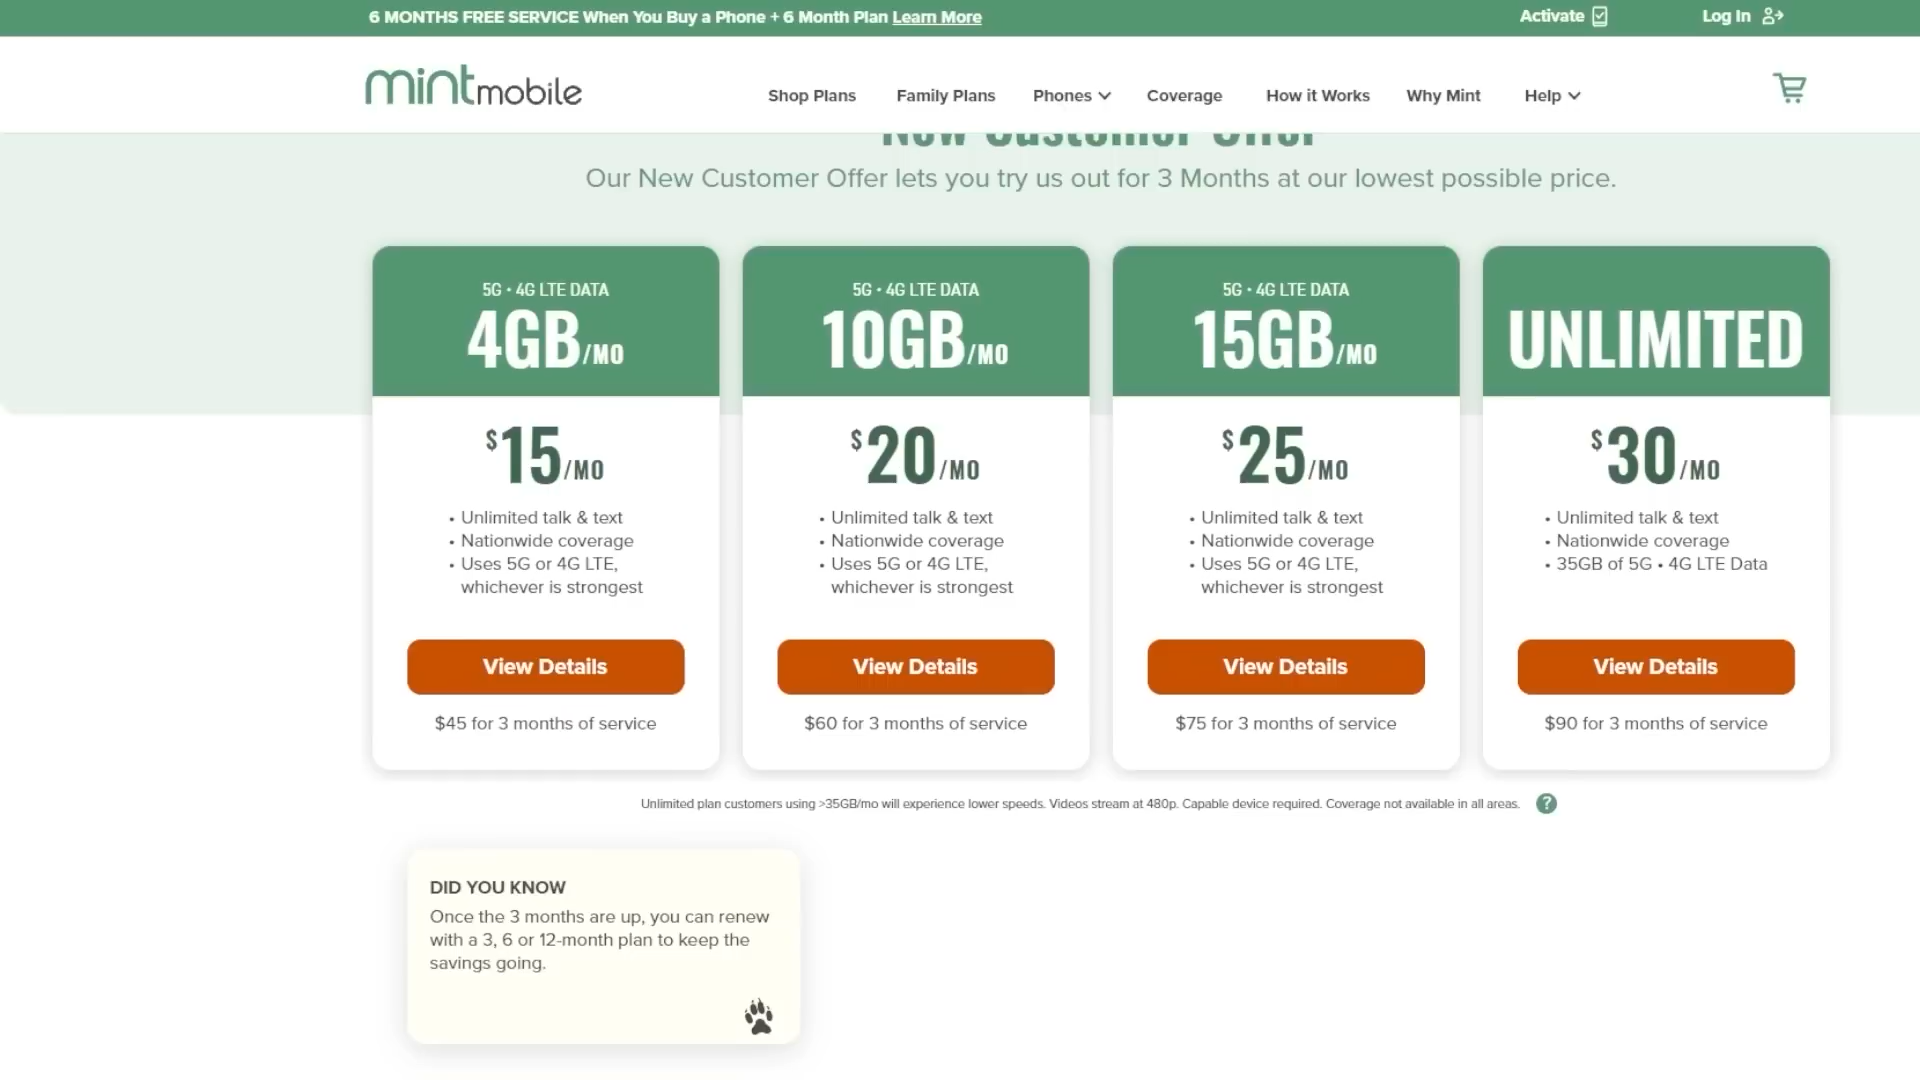 6 MONTHS FREE SERVICE When You Buy a Phone + 6 Month Plan Learn More
Activate
Log In
mintmobile
Shop Plans
Family Plans
Phones
Coverage
How it Works
Why Mint
Help
New Customer Offer
Our New Customer Offer lets you try us out for 3 Months at our lowest possible price.
5G • 4G LTE DATA
4GB/MO
$15/MO
• Unlimited talk & text
• Nationwide coverage
• Uses 5G or 4G LTE,
whichever is strongest
View Details
$45 for 3 months of service
5G • 4G LTE DATA
10GB/MO
$20/MO
• Unlimited talk & text
• Nationwide coverage
• Uses 5G or 4G LTE,
whichever is strongest
View Details
$60 for 3 months of service
5G • 4G LTE DATA
15GB/MO
$25/MO
• Unlimited talk & text
• Nationwide coverage
• Uses 5G or 4G LTE,
whichever is strongest
View Details
$75 for 3 months of service
UNLIMITED
$30/MO
• Unlimited talk & text
• Nationwide coverage
• 35GB of 5G • 4G LTE Data
View Details
$90 for 3 months of service
Unlimited plan customers using >35GB/mo will experience lower speeds. Videos stream at 480p. Capable device required. Coverage not available in all areas. ?
DID YOU KNOW
Once the 3 months are up, you can renew
with a 3, 6 or 12-month plan to keep the
savings going.